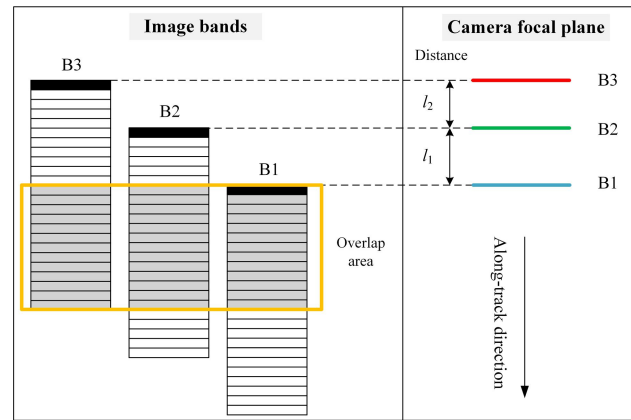 Image bands
Camera focal plane
Distance
B3
B3
l2
B2
B2
l1
B1
B1
Overlap
area
Along-track direction